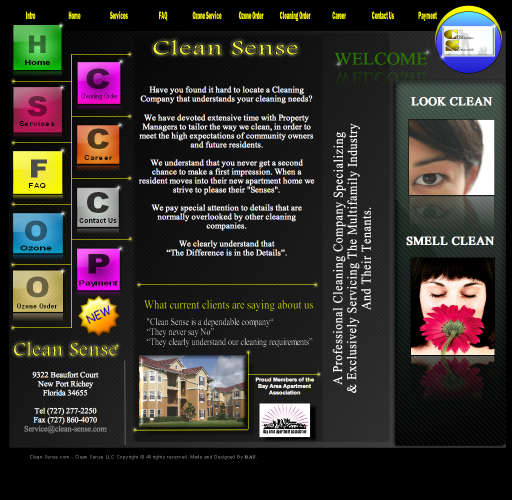 Intro Home Services FAQ Ozone Service Ozone Order Cleaning Order Career Contact Us Payment
H
Home
S
Services
F
FAQ
O
Ozone
O
Ozone Order
C
Cleaning Order
C
Career
C
Contact Us
P
Payment
NEW
Clean Sense
9322 Beaufort Court
New Port Richey
Florida 34655
Tel (727) 277-2250
Fax (727) 860-4070
Service@clean-sense.com
Clean Sense
Have you found it hard to locate a Cleaning
Company that understands your cleaning needs?
We have devoted extensive time with Property
Managers to tailor the way we clean, in order to
meet the high expectations of community owners
and future residents.
We understand that you never get a second
chance to make a first impression. When a
resident moves into their new apartment home we
strive to please their "Senses".
We pay special attention to details that are
normally overlooked by other cleaning
companies.
We clearly understand that
“The Difference is in the Details”.
What current clients are saying about us
"Clean Sense is a dependable company“
“They never say No”
“They clearly understand our cleaning requirements”
Proud Members of the
Bay Area Apartment
Association
Bay Area Apartment Association
WELCOME
A Professional Cleaning Company Specializing
& Exclusively Servicing The Multifamily Industry
And Their Tenants.
LOOK CLEAN
SMELL CLEAN
Clean-Sense.com - Clean Sense LLC Copyright © All rights reserved. Made and Designed By